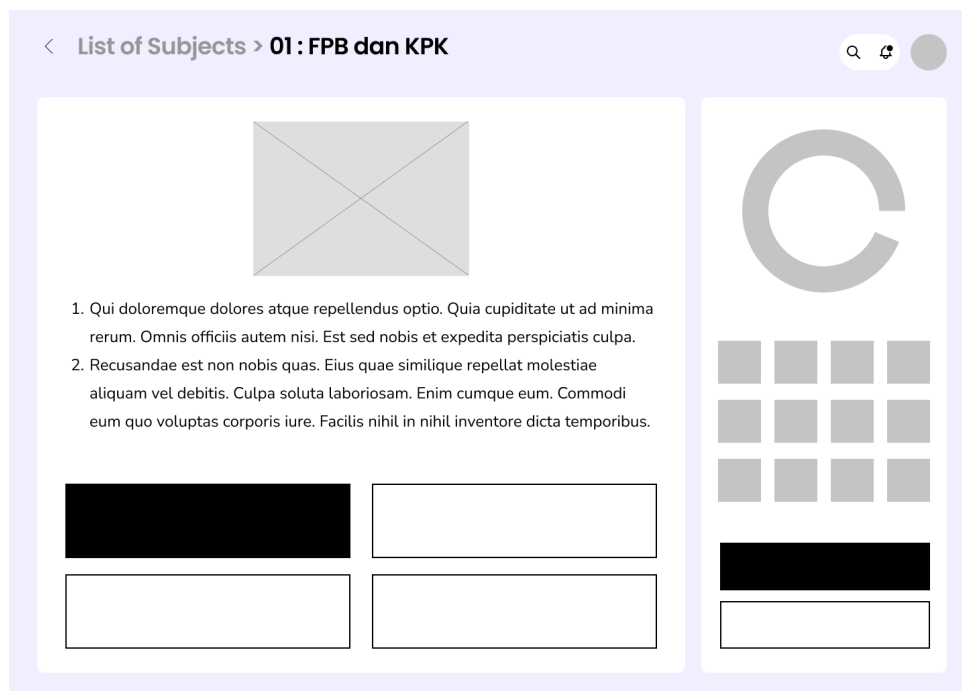 List of Subjects > 01 : FPB dan KPK
1. Qui doloremque dolores atque repellendus optio. Quia cupiditate ut ad minima
rerum. Omnis officiis autem nisi. Est sed nobis et expedita perspiciatis culpa.
2. Recusandae est non nobis quas. Eius quae similique repellat molestiae
aliquam vel debitis. Culpa soluta laboriosam. Enim cumque eum. Commodi
eum quo voluptas corporis iure. Facilis nihil in nihil inventore dicta temporibus.